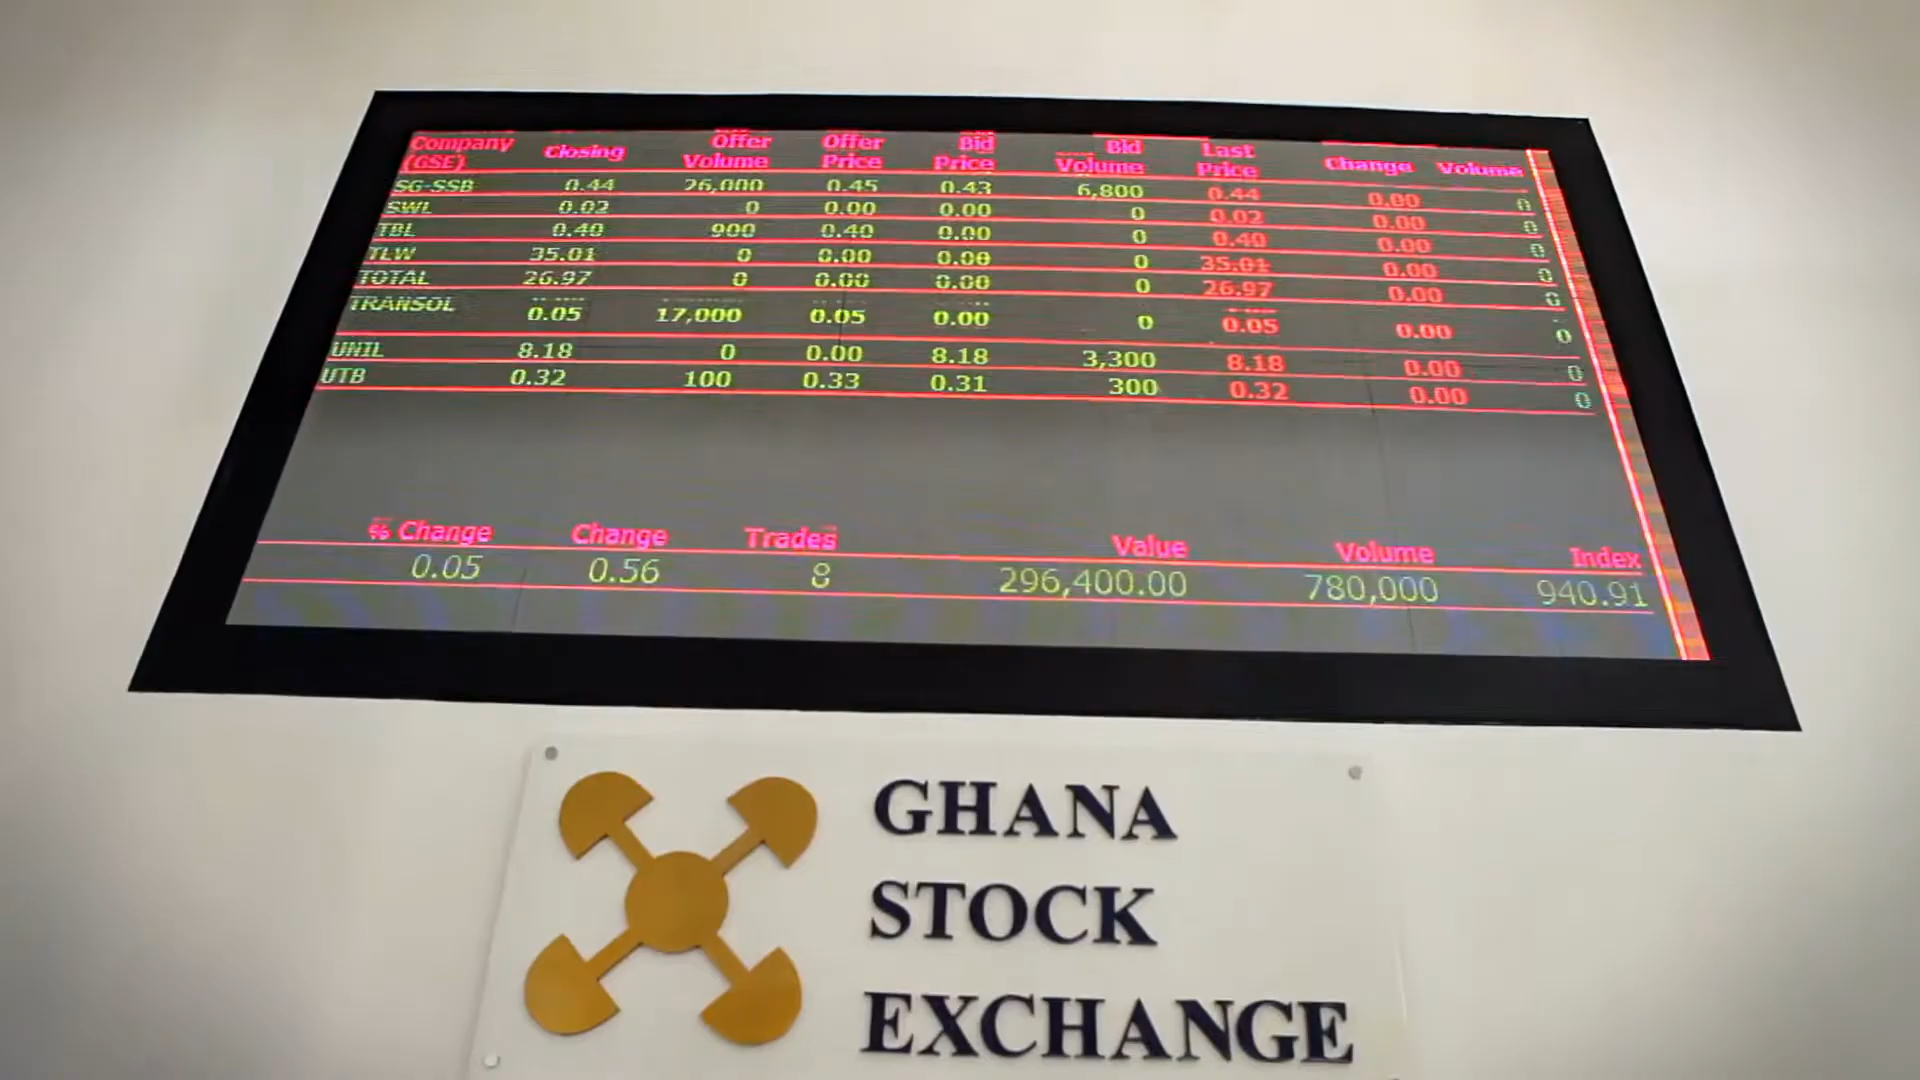 Company (GSE) Closing Offer Volume Offer Price Bid Price Bid Volume Last Price Change Volume
SG-SSB 0.44 26,000 0.45 0.43 6,800 0.44 0.00 0
SWL 0.02 0 0.00 0.00 0 0.02 0.00 0
TBL 0.40 900 0.40 0.00 0 0.40 0.00 0
TLW 35.01 0 0.00 0.00 0 35.01 0.00 0
TOTAL 26.97 0 0.00 0.00 0 26.97 0.00 0
TRANSOL 0.05 17,000 0.05 0.00 0 0.05 0.00 0
UNIL 8.18 0 0.00 8.18 3,300 8.18 0.00 0
UTB 0.32 100 0.33 0.31 300 0.32 0.00 0
% Change Change Trades Value Volume Index
0.05 0.56 8 296,400.00 780,000 940.91
GHANA
STOCK
EXCHANGE